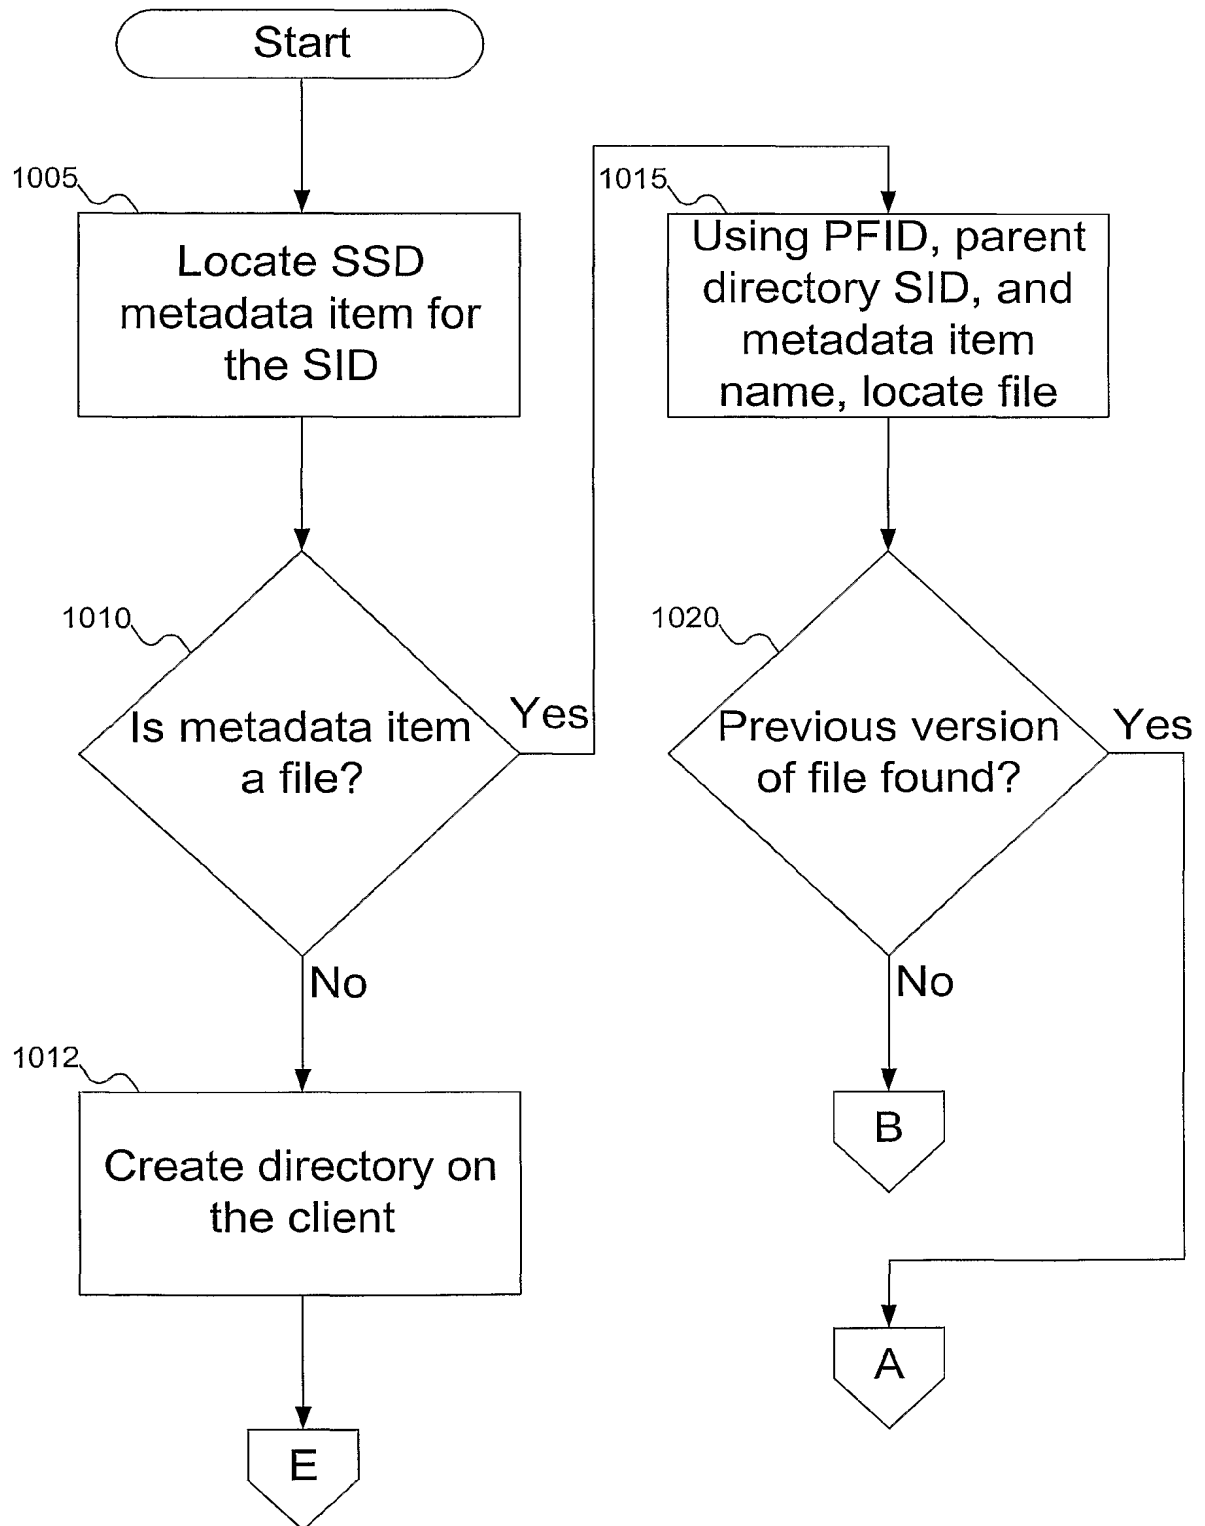 Start
1005
Locate SSD
metadata item for
the SID
1010
Is metadata item
a file?
Yes
No
1012
Create directory on
the client
E
1015
Using PFID, parent
directory SID, and
metadata item
name, locate file
1020
Previous version
of file found?
Yes
No
B
A